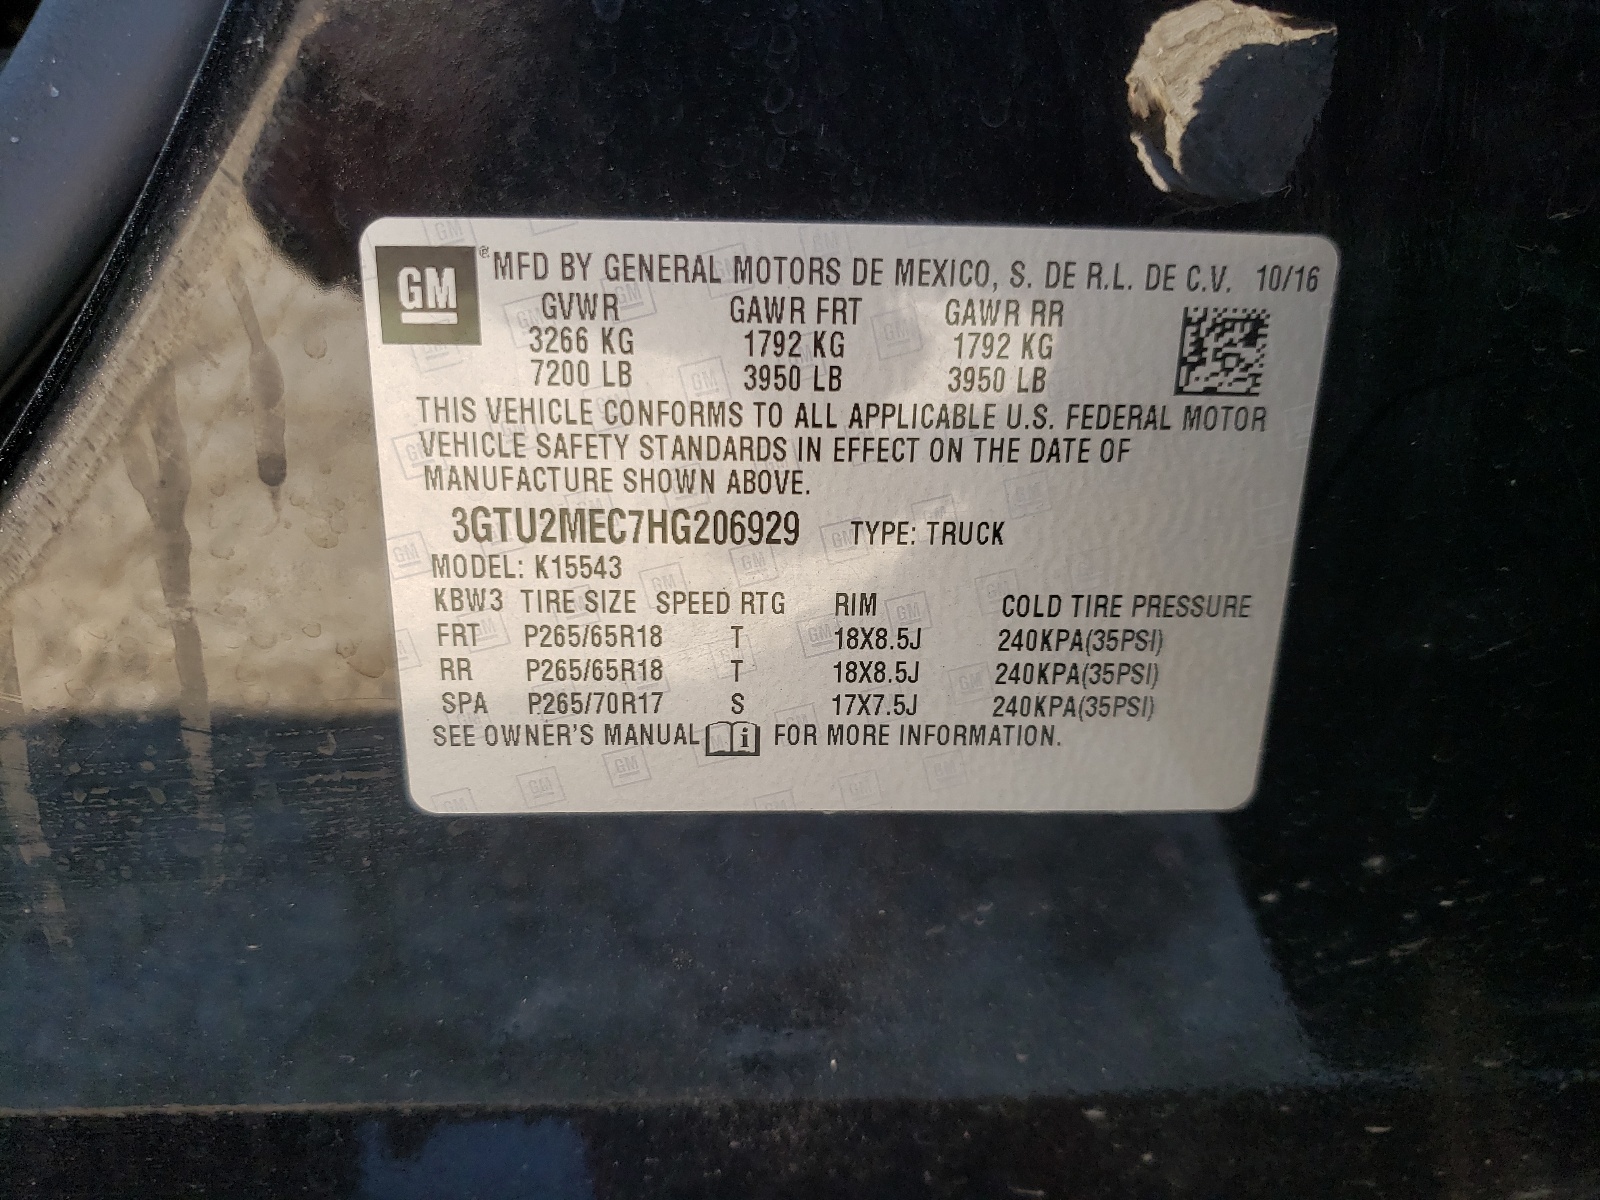 GM ® MFD BY GENERAL MOTORS DE MEXICO, S. DE R.L. DE C.V. 10/16
GVWR GAWR FRT GAWR RR
3266 KG 1792 KG 1792 KG
7200 LB 3950 LB 3950 LB
THIS VEHICLE CONFORMS TO ALL APPLICABLE U.S. FEDERAL MOTOR
VEHICLE SAFETY STANDARDS IN EFFECT ON THE DATE OF
MANUFACTURE SHOWN ABOVE.
3GTU2MEC7HG206929 TYPE: TRUCK
MODEL: K15543
KBW3 TIRE SIZE SPEED RTG RIM COLD TIRE PRESSURE
FRT P265/65R18 T 18X8.5J 240KPA(35PSI)
RR P265/65R18 T 18X8.5J 240KPA(35PSI)
SPA P265/70R17 S 17X7.5J 240KPA(35PSI)
SEE OWNER'S MANUAL i FOR MORE INFORMATION.